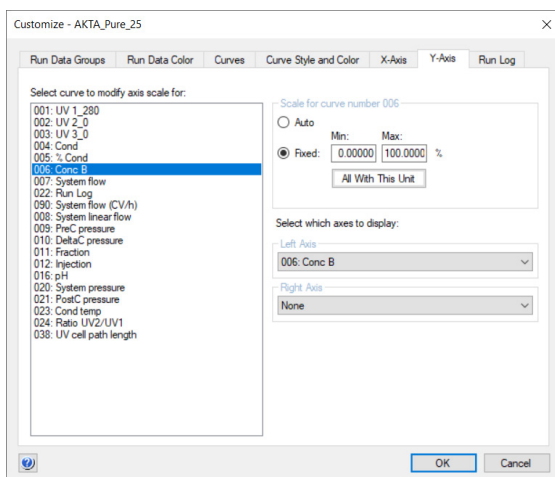 Customize - AKTA_Pure_25
Run Data Groups Run Data Color Curves Curve Style and Color X-Axis Y-Axis Run Log
Select curve to modify axis scale for:
001: UV 1_280
002: UV 2_0
003: UV 3_0
004: Cond
005: % Cond
006: Conc B
007: System flow
022: Run Log
090: System flow (CV/h)
008: System linear flow
009: PreC pressure
010: DeltaC pressure
011: Fraction
012: Injection
016: pH
020: System pressure
021: PostC pressure
023: Cond temp
024: Ratio UV2/UV1
038: UV cell path length
Scale for curve number 006
Auto
Min: Max:
Fixed: 0.00000 100.0000 %
All With This Unit
Select which axes to display:
Left Axis
006: Conc B
Right Axis
None
OK Cancel